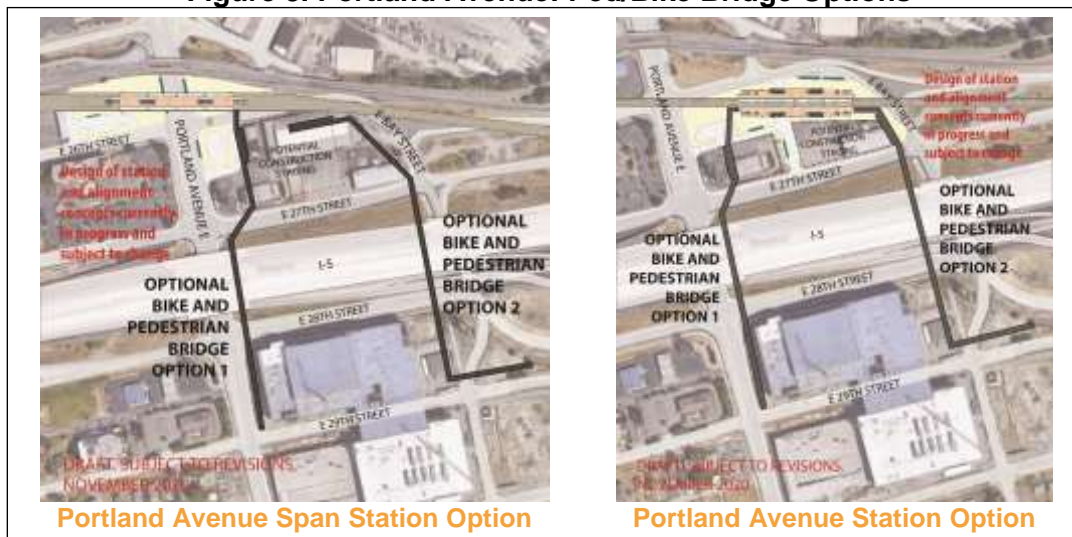 Figure 8. Portland Avenue: Ped/Bike Bridge Options
E 26TH STREET
PORTLAND AVENUE E
E BAY STREET
Design of station
and alignment
concepts currently
in progress and
subject to change
POTENTIAL
CONSTRUCTION
STAGING
E 27TH STREET
I-5
OPTIONAL
BIKE AND
PEDESTRIAN
BRIDGE
OPTION 1
OPTIONAL
BIKE AND
PEDESTRIAN
BRIDGE
OPTION 2
E 28TH STREET
E 29TH STREET
DRAFT, SUBJECT TO REVISIONS,
NOVEMBER 2020
Portland Avenue Span Station Option
PORTLAND AVENUE E
E BAY STREET
Design of station
and alignment
concepts currently
in progress and
subject to change
POTENTIAL
CONSTRUCTION
STAGING
E 27TH STREET
I-5
OPTIONAL
BIKE AND
PEDESTRIAN
BRIDGE
OPTION 1
OPTIONAL
BIKE AND
PEDESTRIAN
BRIDGE
OPTION 2
E 28TH STREET
E 29TH STREET
DRAFT, SUBJECT TO REVISIONS,
2020
Portland Avenue Station Option